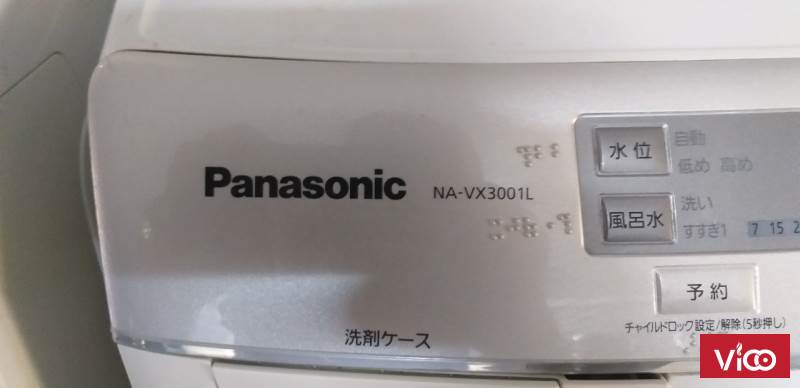 Panasonic NA-VX3001L
水位 自動
低め 高め
風呂水 洗い
すすぎ1 7 15 2
予約
チャイルドロック設定/解除(5秒押し)
洗剤ケース
ViCO